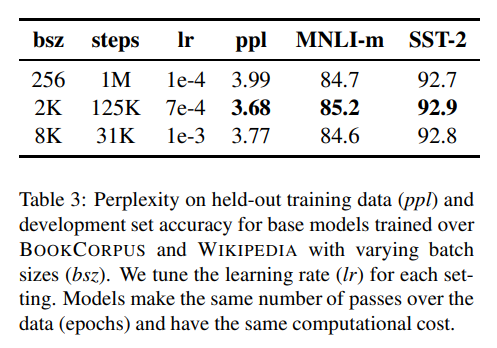 bsz steps lr ppl MNLI-m SST-2
256 1M 1e-4 3.99 84.7 92.7
2K 125K 7e-4 3.68 85.2 92.9
8K 31K 1e-3 3.77 84.6 92.8
Table 3: Perplexity on held-out training data (ppl) and
development set accuracy for base models trained over
BOOKCORPUS and WIKIPEDIA with varying batch
sizes (bsz). We tune the learning rate (lr) for each set-
ting. Models make the same number of passes over the
data (epochs) and have the same computational cost.